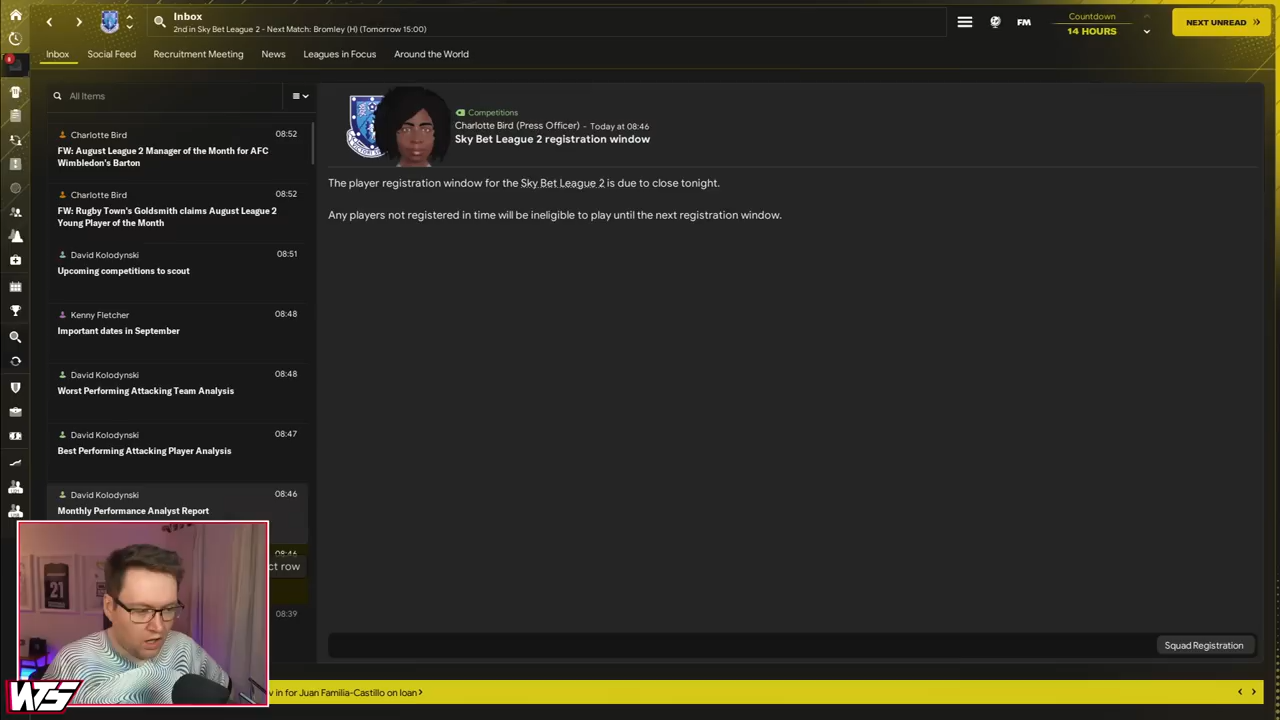 Inbox
2nd in Sky Bet League 2 - Next Match: Bromley (H) (Tomorrow 15:00)
FM
Countdown
14 HOURS
NEXT UNREAD
Inbox
Social Feed
Recruitment Meeting
News
Leagues in Focus
Around the World
8
All Items
Charlotte Bird
08:52
FW: August League 2 Manager of the Month for AFC
Wimbledon's Barton
Charlotte Bird
08:52
FW: Rugby Town's Goldsmith claims August League 2
Young Player of the Month
David Kolodynski
08:51
Upcoming competitions to scout
Kenny Fletcher
08:48
Important dates in September
David Kolodynski
08:48
Worst Performing Attacking Team Analysis
David Kolodynski
08:47
Best Performing Attacking Player Analysis
David Kolodynski
08:46
Monthly Performance Analyst Report
08:46
ct row
08:39
Competitions
Charlotte Bird (Press Officer) - Today at 08:46
Sky Bet League 2 registration window
The player registration window for the Sky Bet League 2 is due to close tonight.
Any players not registered in time will be ineligible to play until the next registration window.
Squad Registration
21
WTS
in for Juan Familia-Castillo on loan